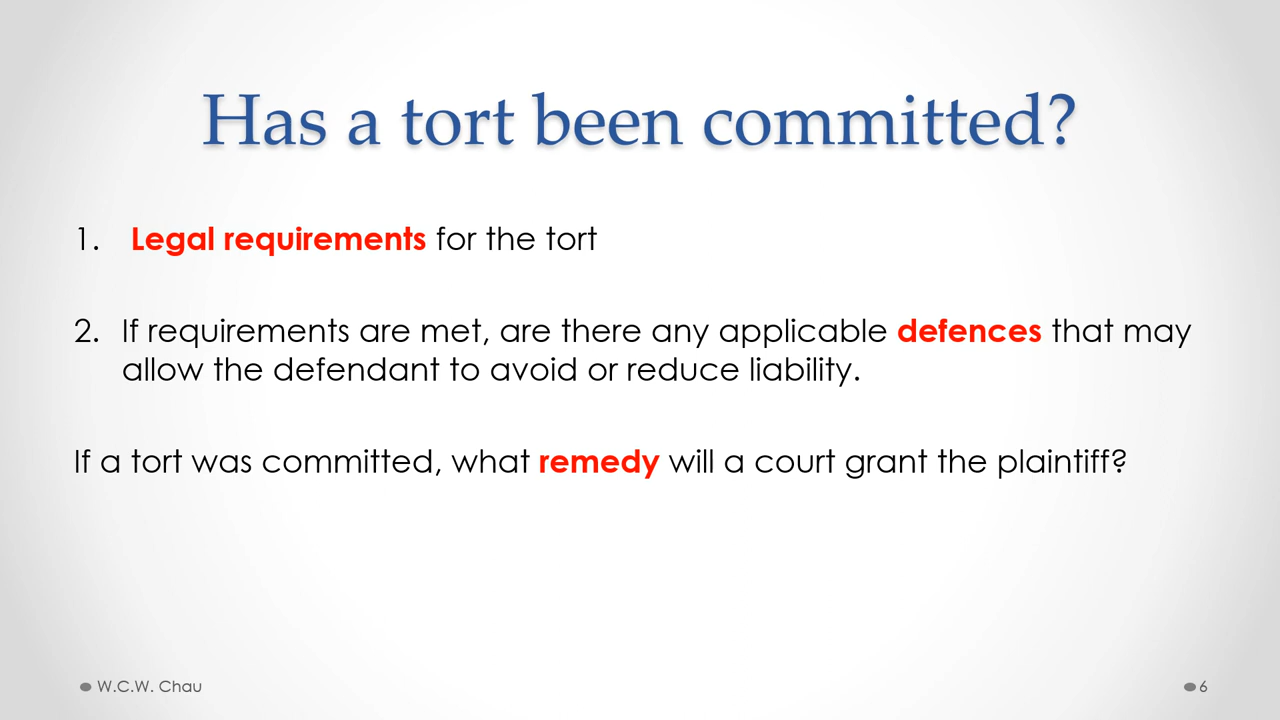 Has a tort been committed?
1. Legal requirements for the tort
2. If requirements are met, are there any applicable defences that may
allow the defendant to avoid or reduce liability.
If a tort was committed, what remedy will a court grant the plaintiff?
W.C.W. Chau
6